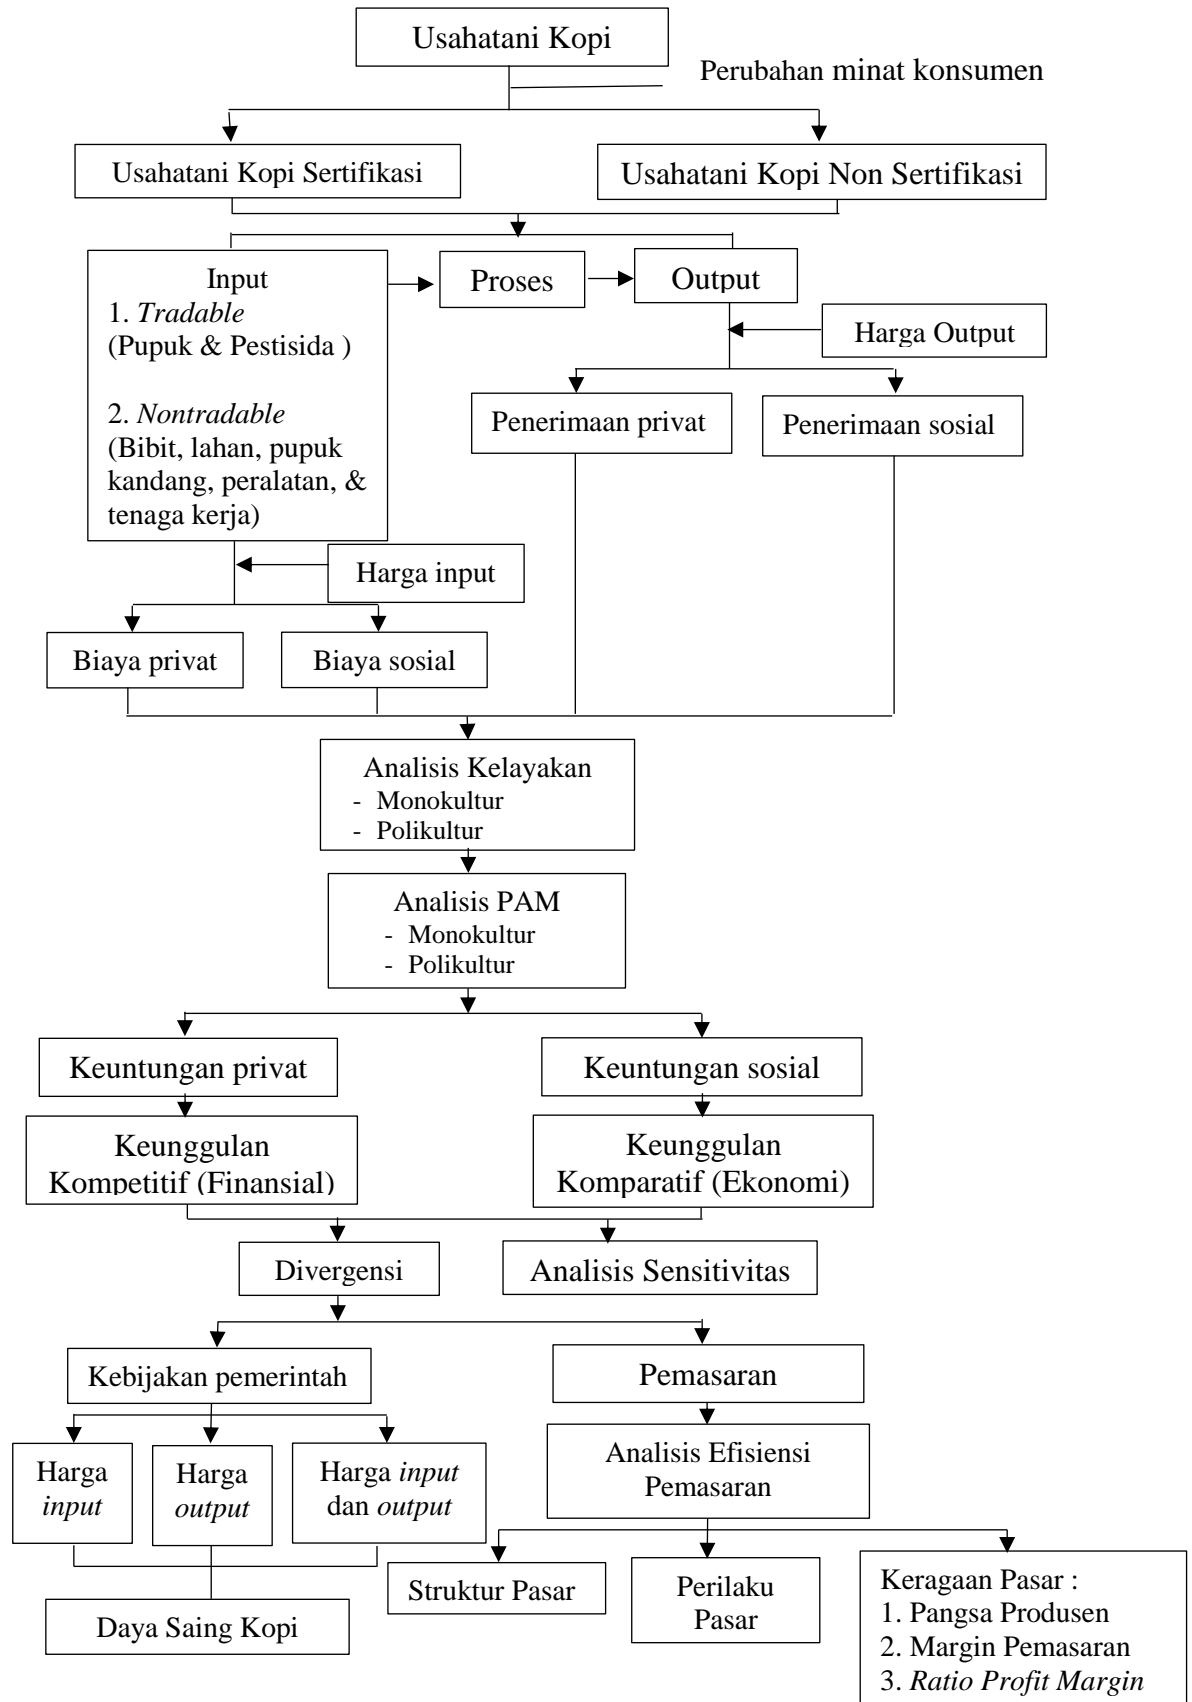 Usahatani Kopi
Perubahan minat konsumen
Usahatani Kopi Sertifikasi
Usahatani Kopi Non Sertifikasi
Input
1. Tradable
(Pupuk & Pestisida )
2. Nontradable
(Bibit, lahan, pupuk
kandang, peralatan, &
tenaga kerja)
Proses
Output
Harga Output
Penerimaan privat
Penerimaan sosial
Harga input
Biaya privat
Biaya sosial
Analisis Kelayakan
- Monokultur
- Polikultur
Analisis PAM
- Monokultur
- Polikultur
Keuntungan privat
Keuntungan sosial
Keunggulan
Kompetitif (Finansial)
Keunggulan
Komparatif (Ekonomi)
Divergensi
Analisis Sensitivitas
Kebijakan pemerintah
Pemasaran
Harga
input
Harga
output
Harga input
dan output
Analisis Efisiensi
Pemasaran
Daya Saing Kopi
Struktur Pasar
Perilaku
Pasar
Keragaan Pasar :
1. Pangsa Produsen
2. Margin Pemasaran
3. Ratio Profit Margin